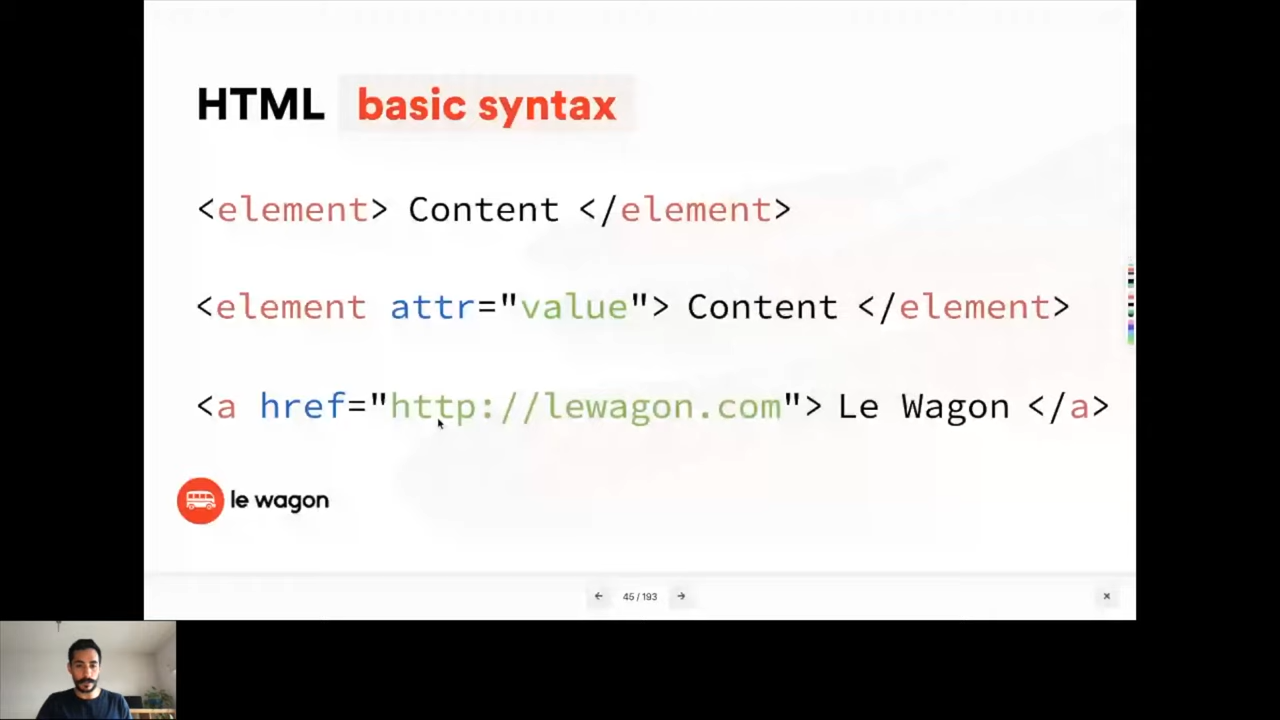 HTML basic syntax
<element> Content </element>
<element attr="value"> Content </element>
<a href="http://lewagon.com"> Le Wagon </a>
le wagon
← 45 / 193 → ×